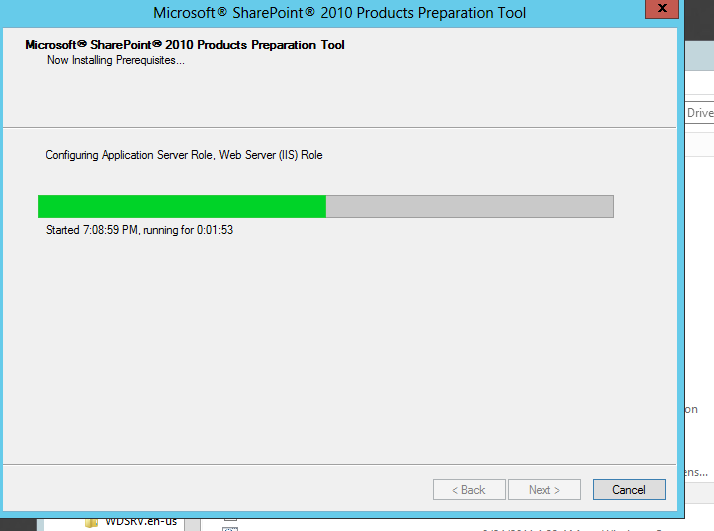 Microsoft® SharePoint® 2010 Products Preparation Tool
x
Microsoft® SharePoint® 2010 Products Preparation Tool
Now Installing Prerequisites...
Drive
Configuring Application Server Role, Web Server (IIS) Role
Started 7:08:59 PM, running for 0:01:53
on
ens...
< Back
Next >
Cancel
WDSRV.en-us